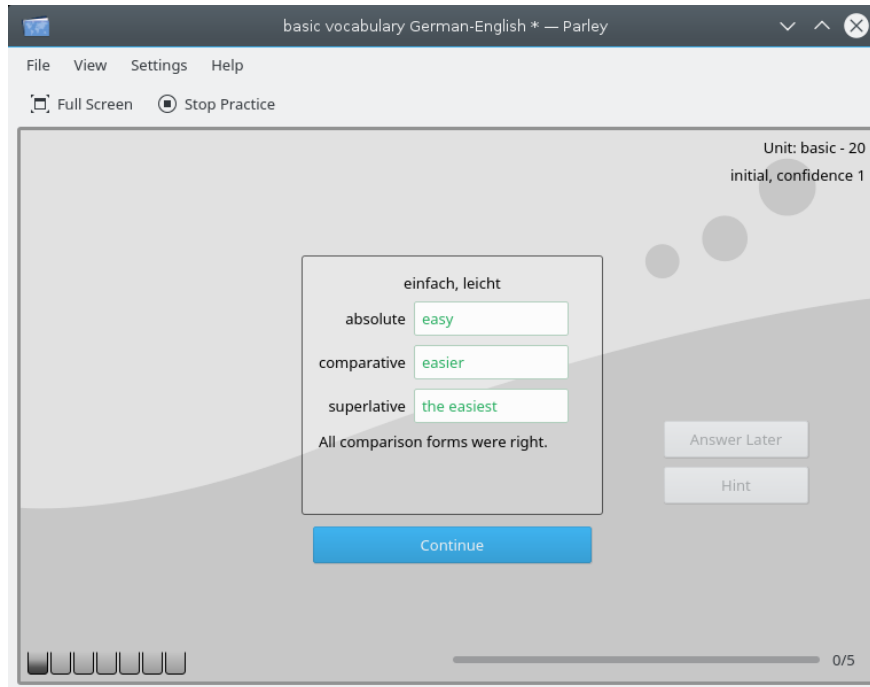 basic vocabulary German-English * — Parley
File View Settings Help
Full Screen Stop Practice
Unit: basic - 20
initial, confidence 1
einfach, leicht
absolute easy
comparative easier
superlative the easiest
All comparison forms were right.
Answer Later
Hint
Continue
0/5